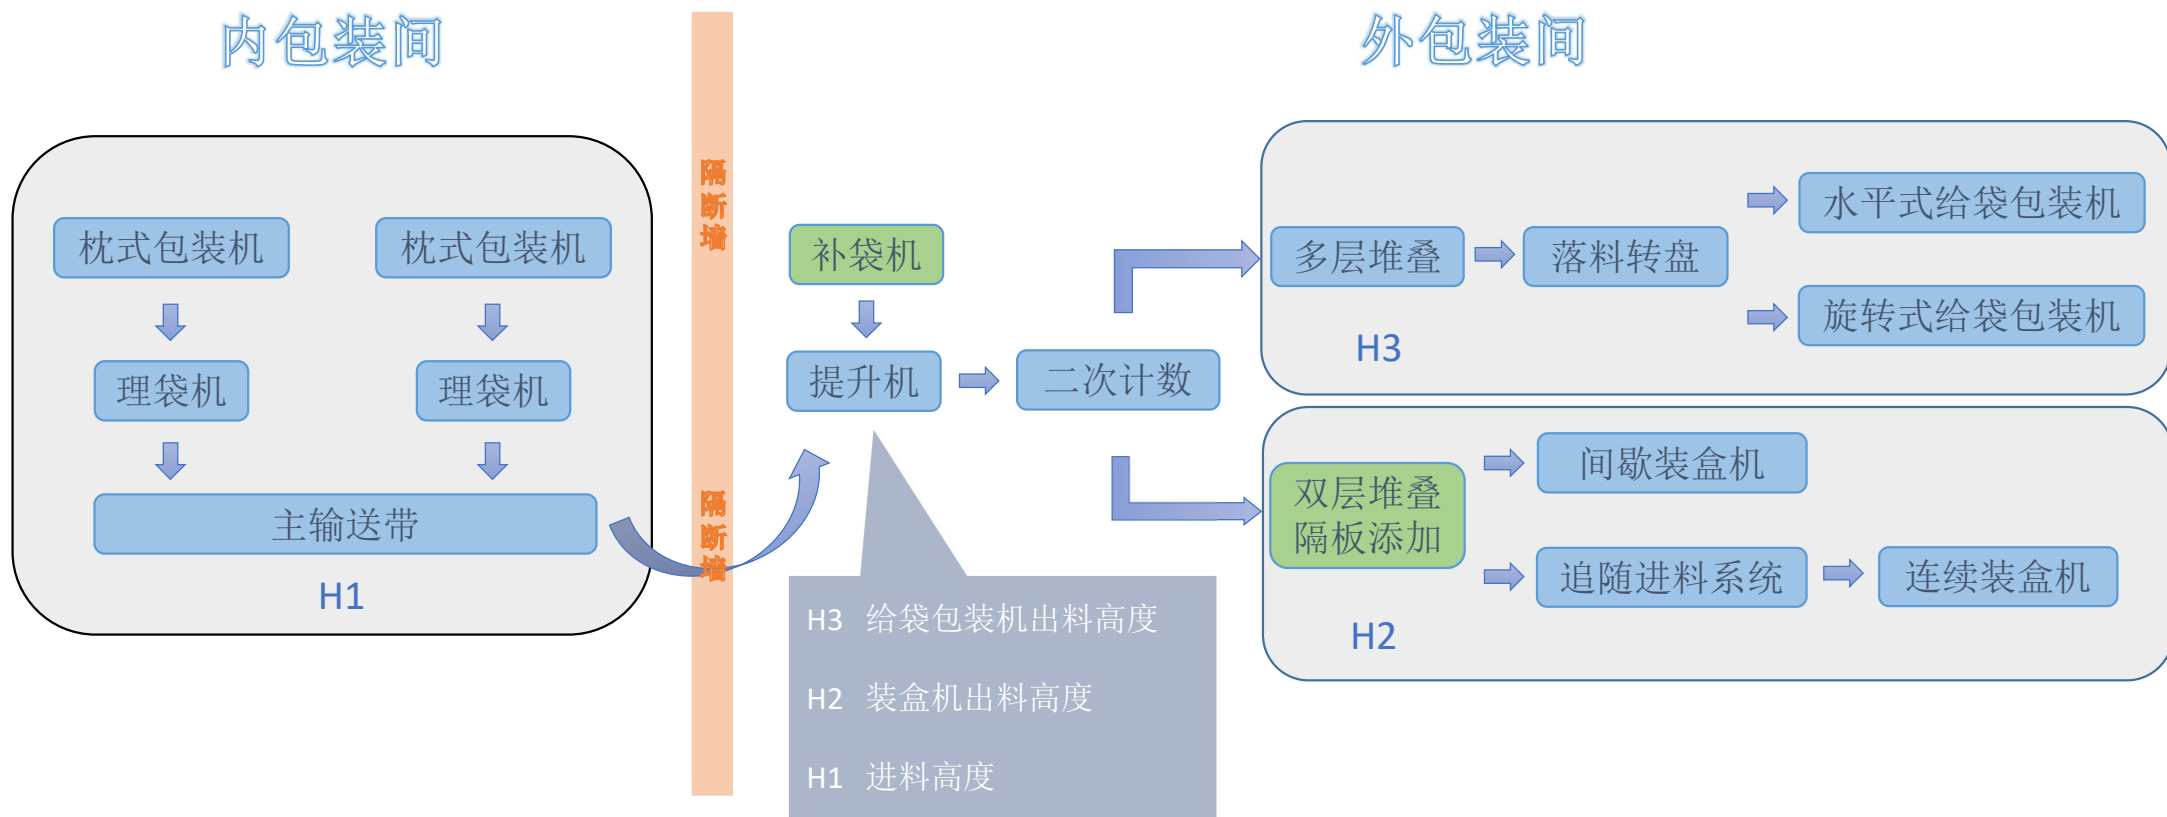 内包装间
外包装间
隔断墙
隔断墙
枕式包装机
枕式包装机
理袋机
理袋机
主输送带
H1
补袋机
提升机
二次计数
H3 给袋包装机出料高度
H2 装盒机出料高度
H1 进料高度
多层堆叠
落料转盘
水平式给袋包装机
旋转式给袋包装机
H3
双层堆叠
隔板添加
间歇装盒机
追随进料系统
连续装盒机
H2